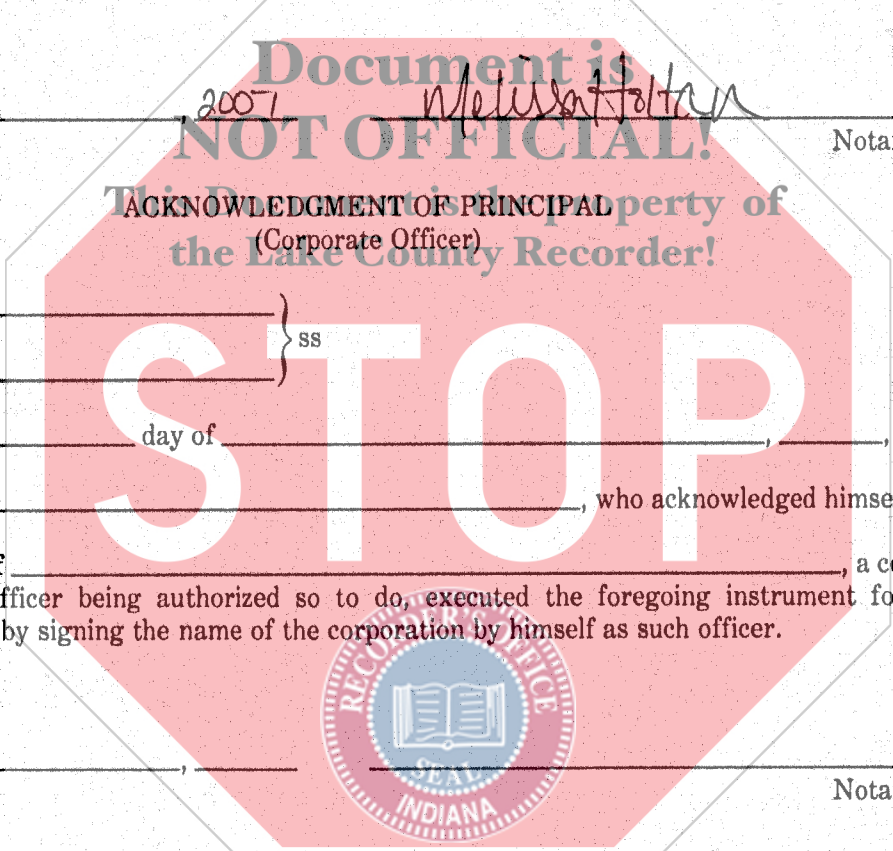 Document is
, 2007 Melissa Holtan
NOT OFFICIAL!
Nota
This Document is the property of
ACKNOWLEDGMENT OF PRINCIPAL
(Corporate Officer)
the Lake County Recorder!
ss
STOP
day of , ,
, who acknowledged himse
f , a c
fficer being authorized so to do, executed the foregoing instrument fo
by signing the name of the corporation by himself as such officer.
RECORDER'S OFFICE
SEAL
INDIANA
,
Nota